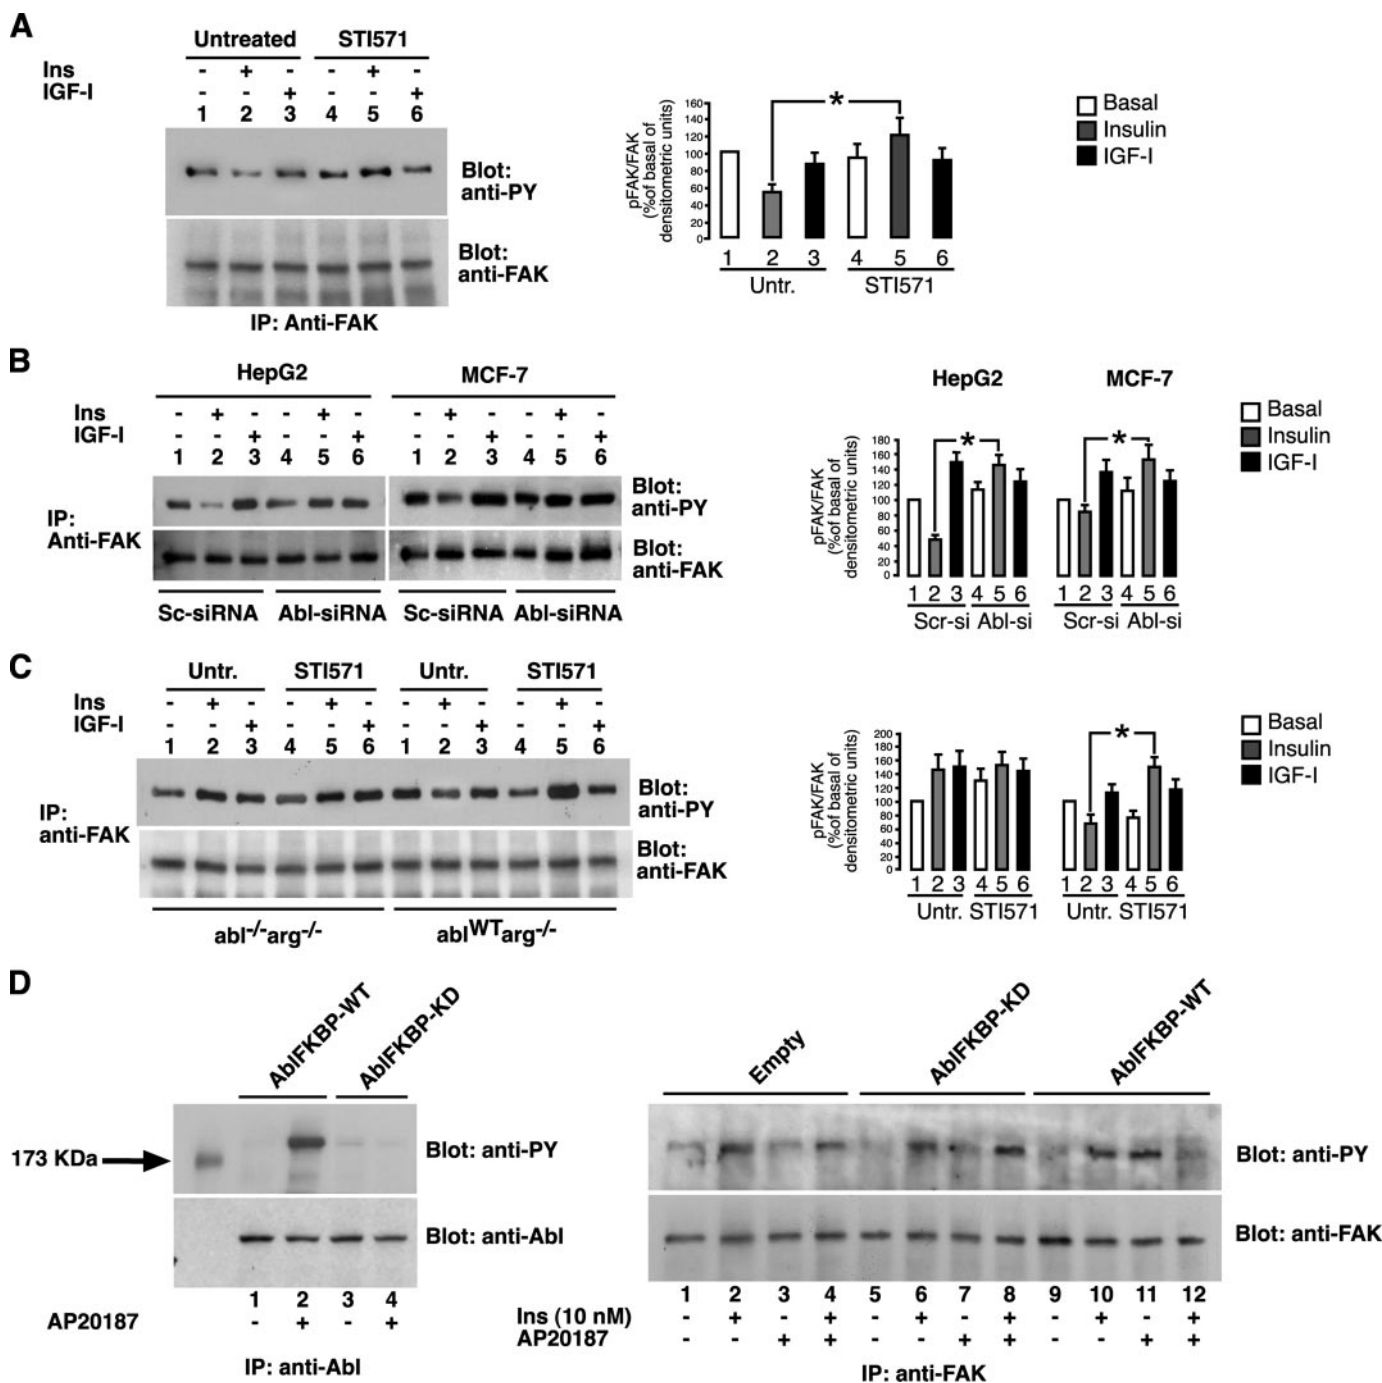 A
Untreated STI571
Ins - + - - + -
IGF-I - - + - - +
1 2 3 4 5 6
Blot:
anti-PY
Blot:
anti-FAK
IP: Anti-FAK
pFAK/FAK
(%of basal of
densitometric units)
160
140
120
100
80
60
40
20
0
*
1 2 3 4 5 6
Untr. STI571
Basal
Insulin
IGF-I
B
HepG2 MCF-7
Ins - + - - + - - + - - + -
IGF-I - - + - - + - - + - - +
1 2 3 4 5 6 1 2 3 4 5 6
IP:
Anti-FAK
Blot:
anti-PY
Blot:
anti-FAK
Sc-siRNA Abl-siRNA Sc-siRNA Abl-siRNA
HepG2 MCF-7
pFAK/FAK
(%of basal of
densitometric units)
180
160
140
120
100
80
60
40
20
0
* *
1 2 3 4 5 6 1 2 3 4 5 6
Scr-si Abl-si Scr-si Abl-si
Basal
Insulin
IGF-I
C
Untr. STI571 Untr. STI571
Ins - + - - + - - + - - + -
IGF-I - - + - - + - - + - - +
1 2 3 4 5 6 1 2 3 4 5 6
IP:
anti-FAK
Blot:
anti-PY
Blot:
anti-FAK
abl-/-arg-/- ablWTarg-/-
pFAK/FAK
(%of basal of
densitometric units)
200
180
160
140
120
100
80
60
40
20
0
*
1 2 3 4 5 6 1 2 3 4 5 6
Untr. STI571 Untr. STI571
Basal
Insulin
IGF-I
D
AblFKBP-WT AblFKBP-KD
173 KDa
Blot: anti-PY
Blot: anti-Abl
1 2 3 4
AP20187 - + - +
IP: anti-Abl
Empty AblFKBP-KD AblFKBP-WT
Blot: anti-PY
Blot: anti-FAK
1 2 3 4 5 6 7 8 9 10 11 12
Ins (10 nM) - + - + - + - + - + - +
AP20187 - - + + - - + + - - + +
IP: anti-FAK